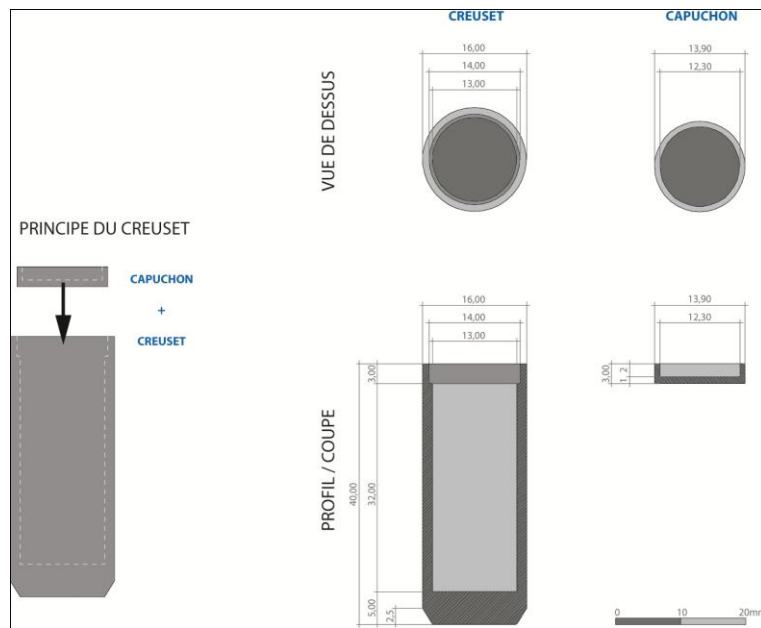 CREUSET
CAPUCHON
VUE DE DESSUS
16,00
14,00
13,00
13,90
12,30
PRINCIPE DU CREUSET
CAPUCHON
+
CREUSET
PROFIL / COUPE
16,00
14,00
13,00
13,90
12,30
3,00
40,00
32,00
5,00
2,5
3,00
1, 2
0 10 20mm